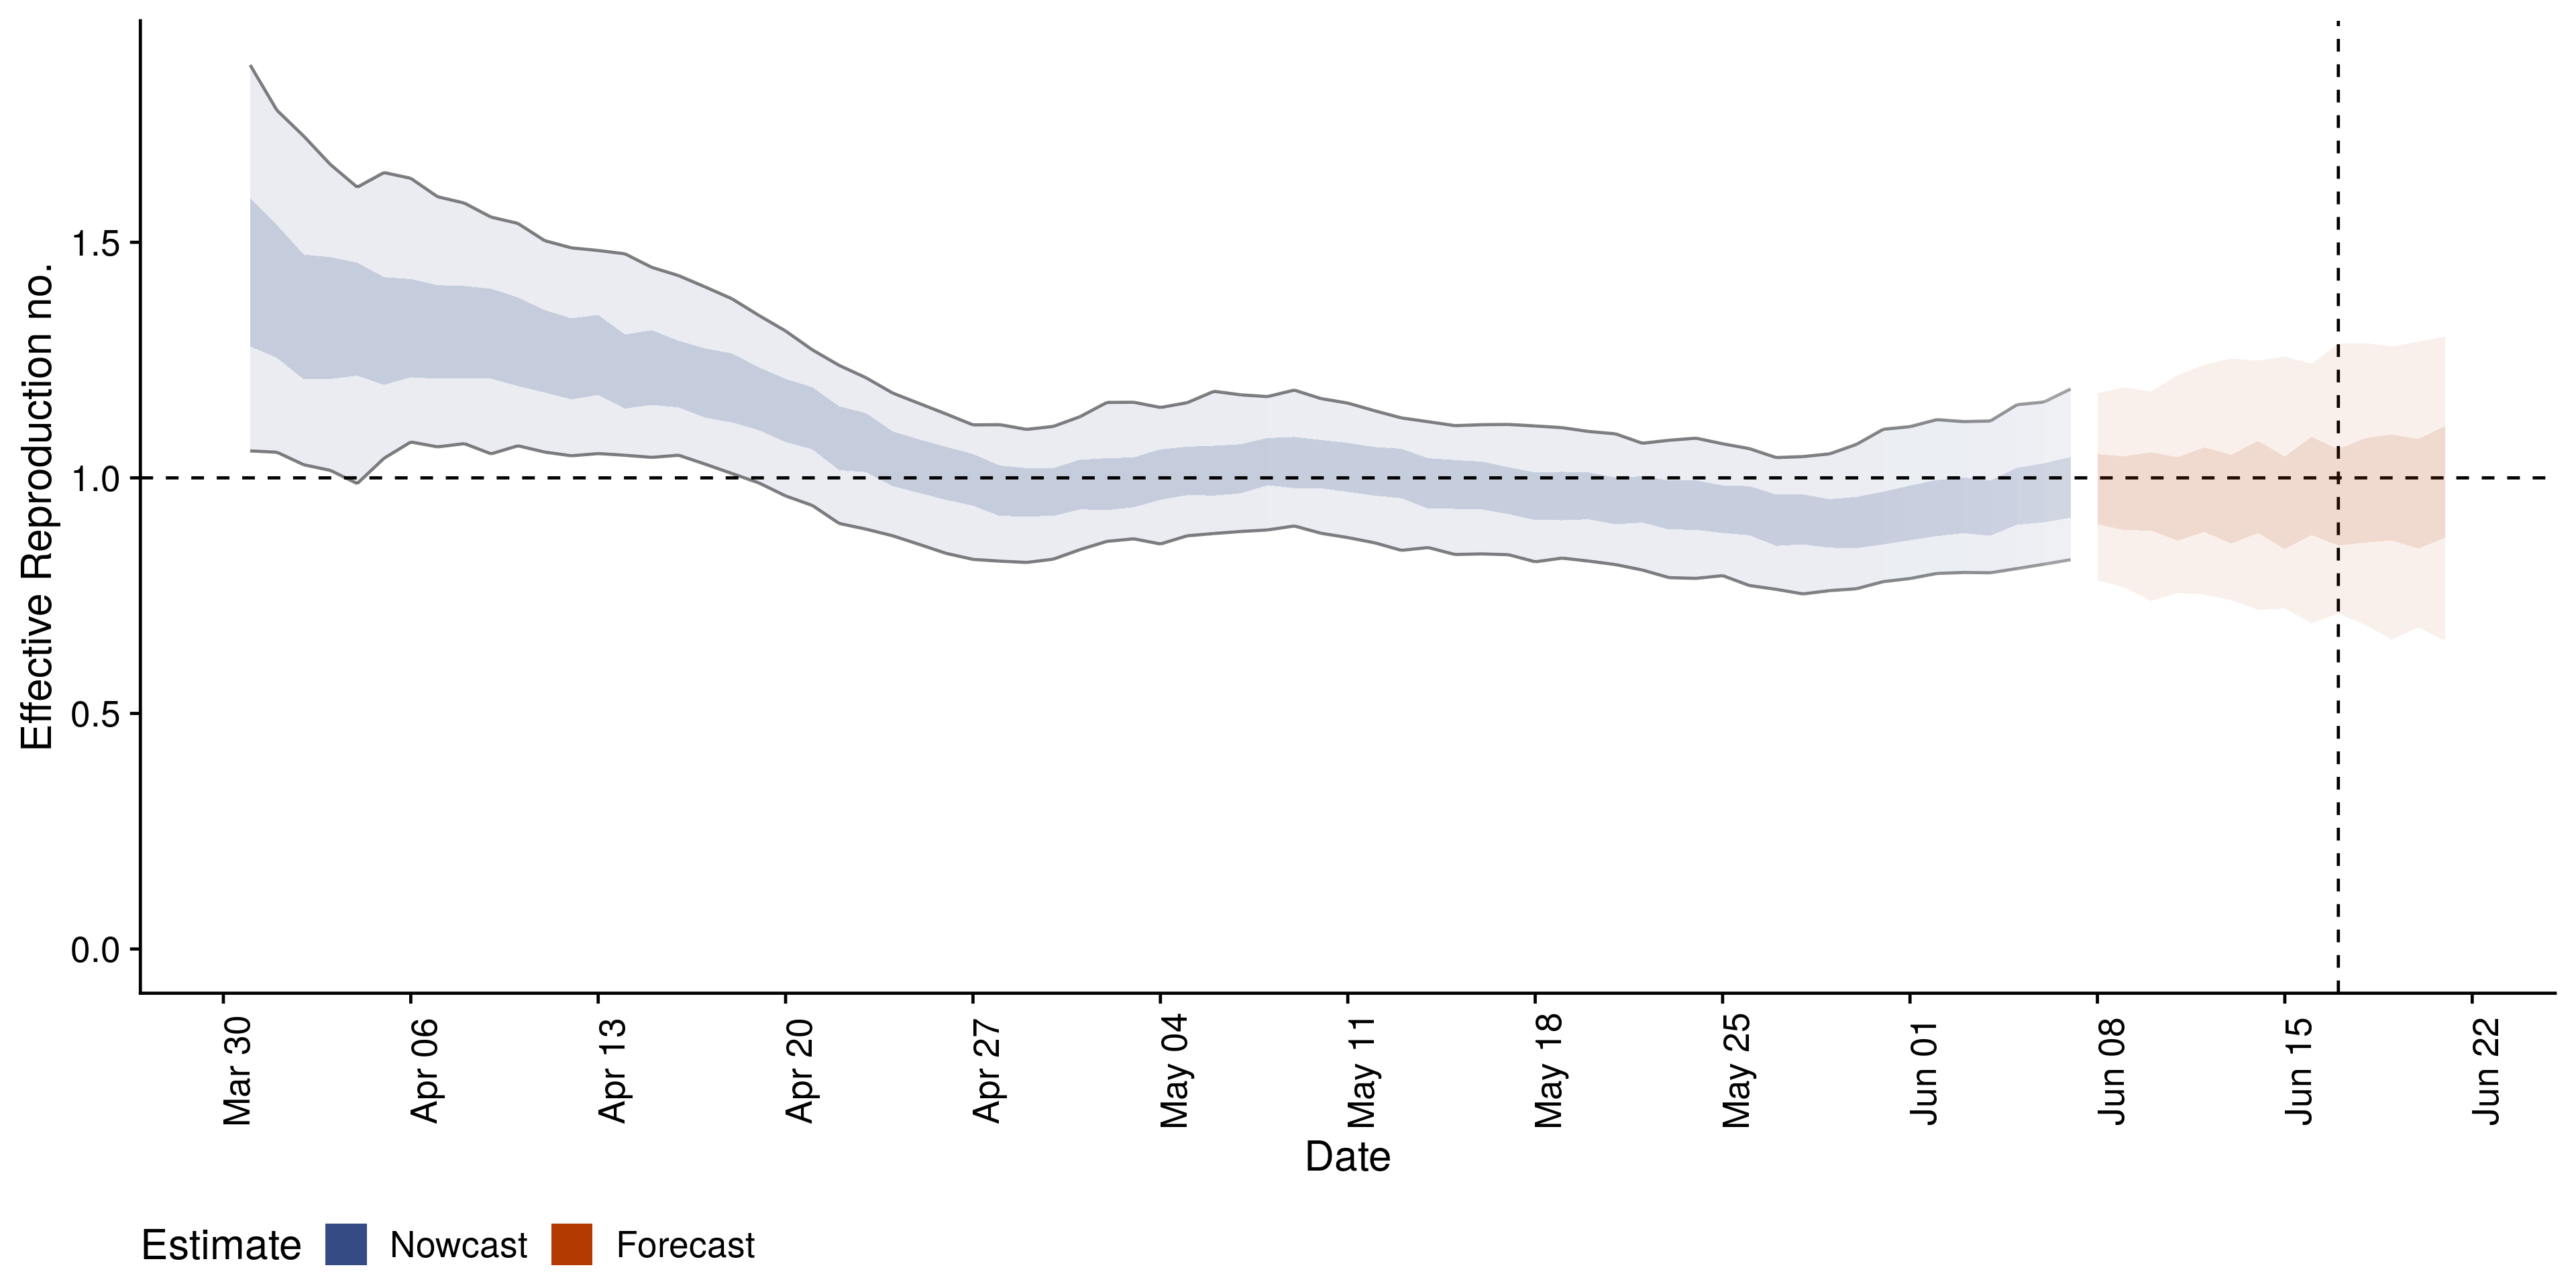 Effective Reproduction no.
1.5
1.0
0.5
0.0
Mar 30
Apr 06
Apr 13
Apr 20
Apr 27
May 04
May 11
May 18
May 25
Jun 01
Jun 08
Jun 15
Jun 22
Date
Estimate Nowcast Forecast